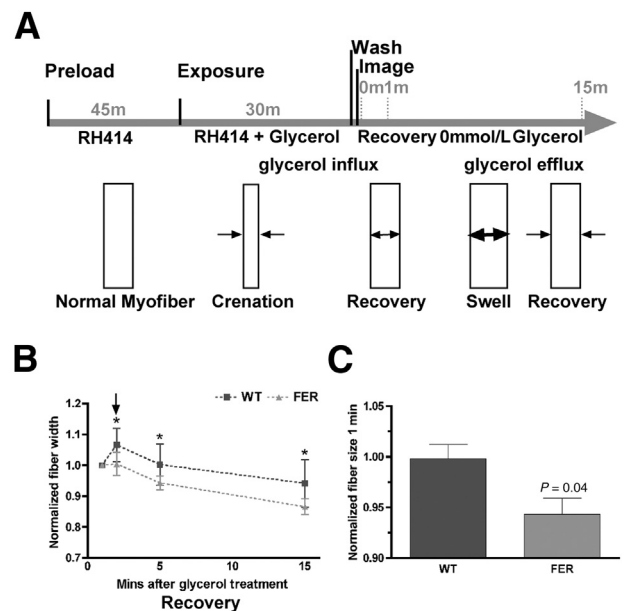 A
Wash
Preload Exposure Image
45m 30m 0m1m 15m
RH414 RH414 + Glycerol Recovery 0mmol/L Glycerol
glycerol influx glycerol efflux
Normal Myofiber Crenation Recovery Swell Recovery
B
WT FER
Normalized fiber width
1.2
1.1
1.0
0.9
0.8
0.7
* * *
0 5 10 15
Mins after glycerol treatment
Recovery
C
Normalized fiber size 1 min
1.05
1.00
0.95
0.90
P = 0.04
WT FER